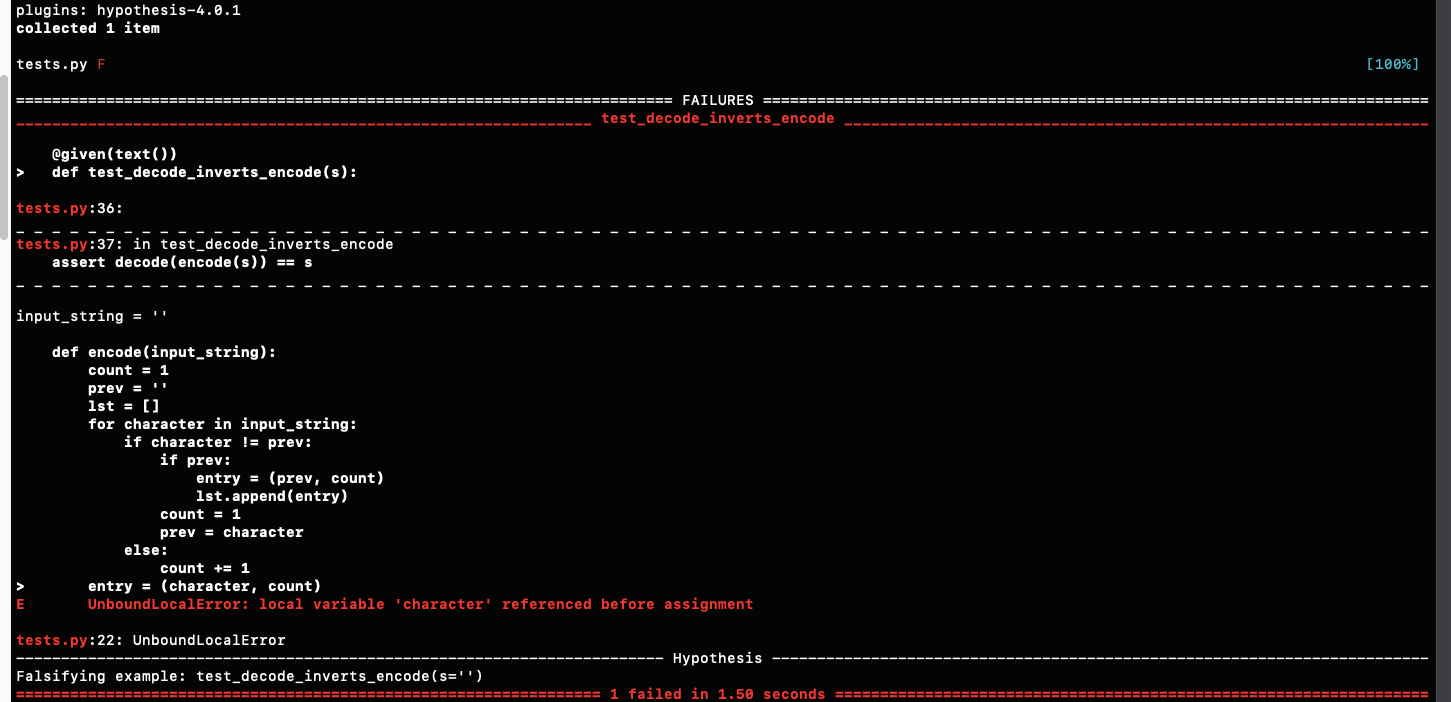 plugins: hypothesis-4.0.1
collected 1 item
tests.py F [100%]
=================================== FAILURES ===================================
___________________________ test_decode_inverts_encode ___________________________
    @given(text())
>   def test_decode_inverts_encode(s):
tests.py:36:
_ _ _ _ _ _ _ _ _ _ _ _ _ _ _ _ _ _ _ _ _ _ _ _ _ _ _ _ _ _ _ _ _ _ _ _ _ _ _ _
tests.py:37: in test_decode_inverts_encode
    assert decode(encode(s)) == s
_ _ _ _ _ _ _ _ _ _ _ _ _ _ _ _ _ _ _ _ _ _ _ _ _ _ _ _ _ _ _ _ _ _ _ _ _ _ _ _
input_string = ''
    def encode(input_string):
        count = 1
        prev = ''
        lst = []
        for character in input_string:
            if character != prev:
                if prev:
                    entry = (prev, count)
                    lst.append(entry)
                count = 1
                prev = character
            else:
                count += 1
>       entry = (character, count)
E       UnboundLocalError: local variable 'character' referenced before assignment
tests.py:22: UnboundLocalError
---------------------------------- Hypothesis ----------------------------------
Falsifying example: test_decode_inverts_encode(s='')
=========================== 1 failed in 1.50 seconds ===========================